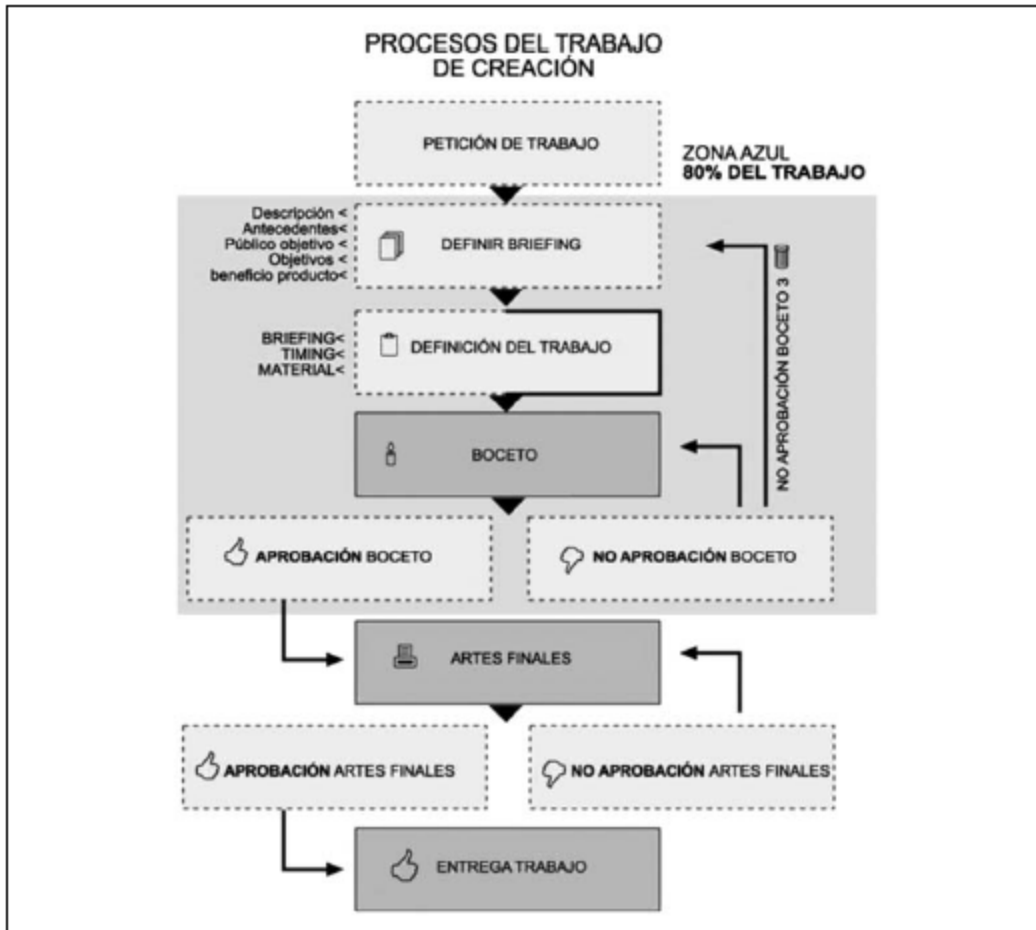 PROCESOS DEL TRABAJO
DE CREACIÓN
PETICIÓN DE TRABAJO
ZONA AZUL
80% DEL TRABAJO
Descripción <
Antecedentes<
Público objetivo <
Objetivos <
beneficio producto<
DEFINIR BRIEFING
BRIEFING<
TIMING<
MATERIAL<
DEFINICIÓN DEL TRABAJO
NO APROBACIÓN BOCETO 3
BOCETO
APROBACIÓN BOCETO
NO APROBACIÓN BOCETO
ARTES FINALES
APROBACIÓN ARTES FINALES
NO APROBACIÓN ARTES FINALES
ENTREGA TRABAJO